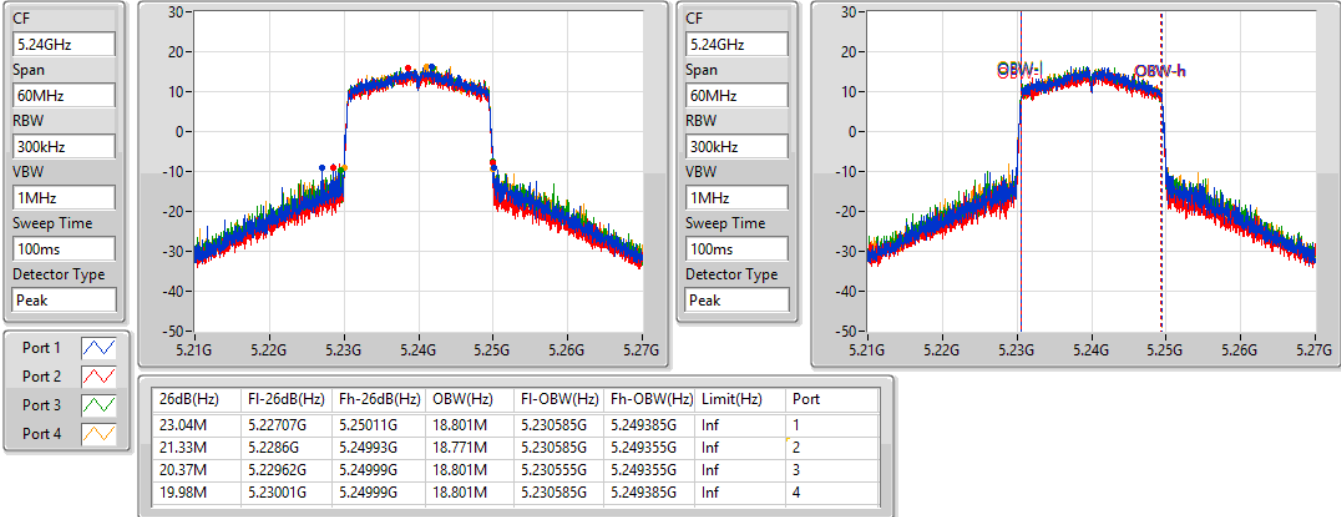 CF
5.24GHz
Span
60MHz
RBW
300kHz
VBW
1MHz
Sweep Time
100ms
Detector Type
Peak
30
20
10
0
-10
-20
-30
-40
-50
5.21G 5.22G 5.23G 5.24G 5.25G 5.26G 5.27G
CF
5.24GHz
Span
60MHz
RBW
300kHz
VBW
1MHz
Sweep Time
100ms
Detector Type
Peak
30
20
10
0
-10
-20
-30
-40
-50
OBW-l OBW-h
5.21G 5.22G 5.23G 5.24G 5.25G 5.26G 5.27G
Port 1
Port 2
Port 3
Port 4
26dB(Hz) Fl-26dB(Hz) Fh-26dB(Hz) OBW(Hz) Fl-OBW(Hz) Fh-OBW(Hz) Limit(Hz) Port
23.04M 5.22707G 5.25011G 18.801M 5.230585G 5.249385G Inf 1
21.33M 5.2286G 5.24993G 18.771M 5.230585G 5.249355G Inf 2
20.37M 5.22962G 5.24999G 18.801M 5.230555G 5.249355G Inf 3
19.98M 5.23001G 5.24999G 18.801M 5.230585G 5.249385G Inf 4